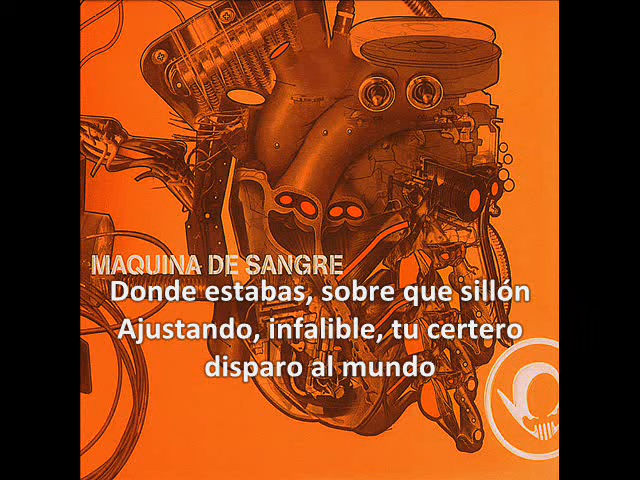 MAQUINA DE SANGRE
Donde estabas, sobre que sillón
Ajustando, infalible, tu certero
disparo al mundo